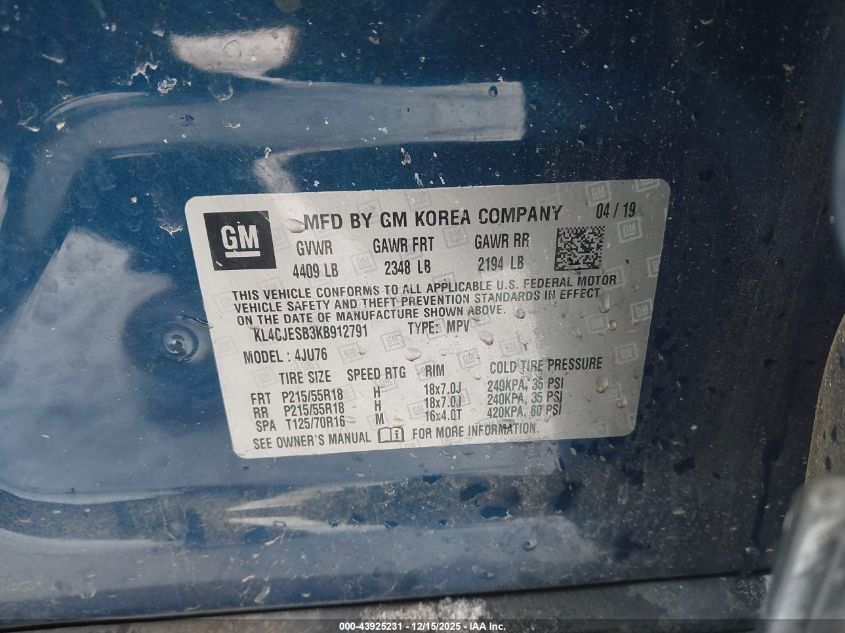 GM
MFD BY GM KOREA COMPANY 04 / 19
GVWR GAWR FRT GAWR RR
4409 LB 2348 LB 2194 LB
THIS VEHICLE CONFORMS TO ALL APPLICABLE U.S. FEDERAL MOTOR
VEHICLE SAFETY AND THEFT PREVENTION STANDARDS IN EFFECT
ON THE DATE OF MANUFACTURE SHOWN ABOVE.
KL4CJESB3KB912791 TYPE: MPV
MODEL : 4JU76
TIRE SIZE SPEED RTG RIM COLD TIRE PRESSURE
FRT P215/55R18 H 18x7.0J 240KPA, 35 PSI
RR P215/55R18 H 18x7.0J 240KPA, 35 PSI
SPA T125/70R16 M 16x4.0T 420KPA, 60 PSI
SEE OWNER'S MANUAL FOR MORE INFORMATION.
000-43925231 - 12/15/2025 - IAA Inc.